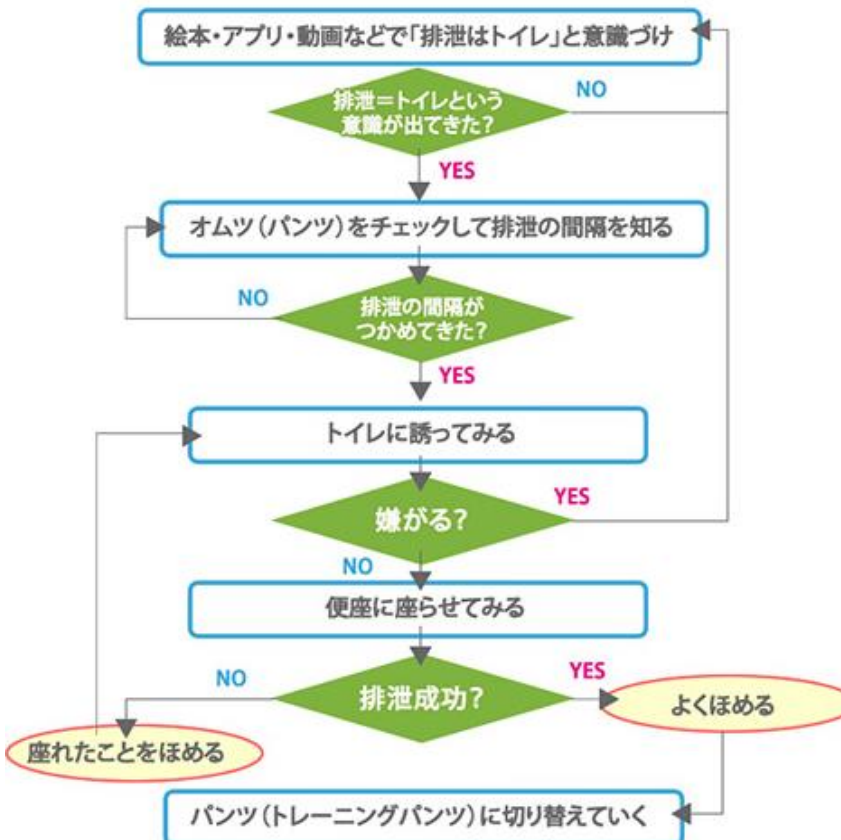 絵本・アプリ・動画などで「排泄はトイレ」と意識づけ
排泄＝トイレという
意識が出てきた？
NO
YES
オムツ（パンツ）をチェックして排泄の間隔を知る
NO
排泄の間隔が
つかめてきた？
YES
トイレに誘ってみる
嫌がる？
YES
NO
便座に座らせてみる
NO
排泄成功？
YES
よくほめる
座れたことをほめる
パンツ（トレーニングパンツ）に切り替えていく